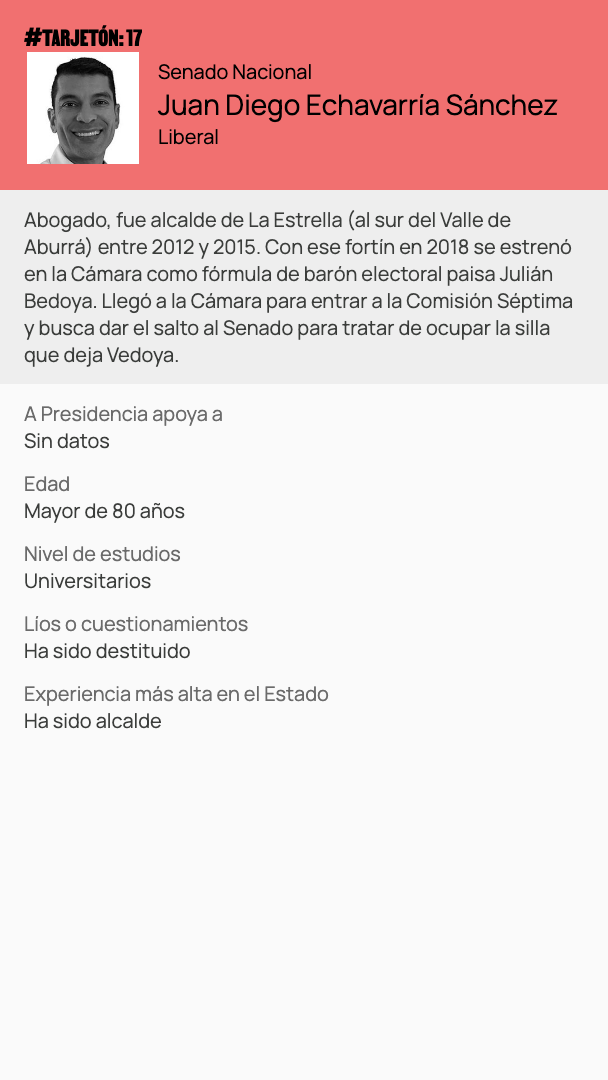 #TARJETÓN: 17
Senado Nacional
Juan Diego Echavarría Sánchez
Liberal
Abogado, fue alcalde de La Estrella (al sur del Valle de
Aburrá) entre 2012 y 2015. Con ese fortín en 2018 se estrenó
en la Cámara como fórmula de barón electoral paisa Julián
Bedoya. Llegó a la Cámara para entrar a la Comisión Séptima
y busca dar el salto al Senado para tratar de ocupar la silla
que deja Vedoya.
A Presidencia apoya a
Sin datos
Edad
Mayor de 80 años
Nivel de estudios
Universitarios
Líos o cuestionamientos
Ha sido destituido
Experiencia más alta en el Estado
Ha sido alcalde